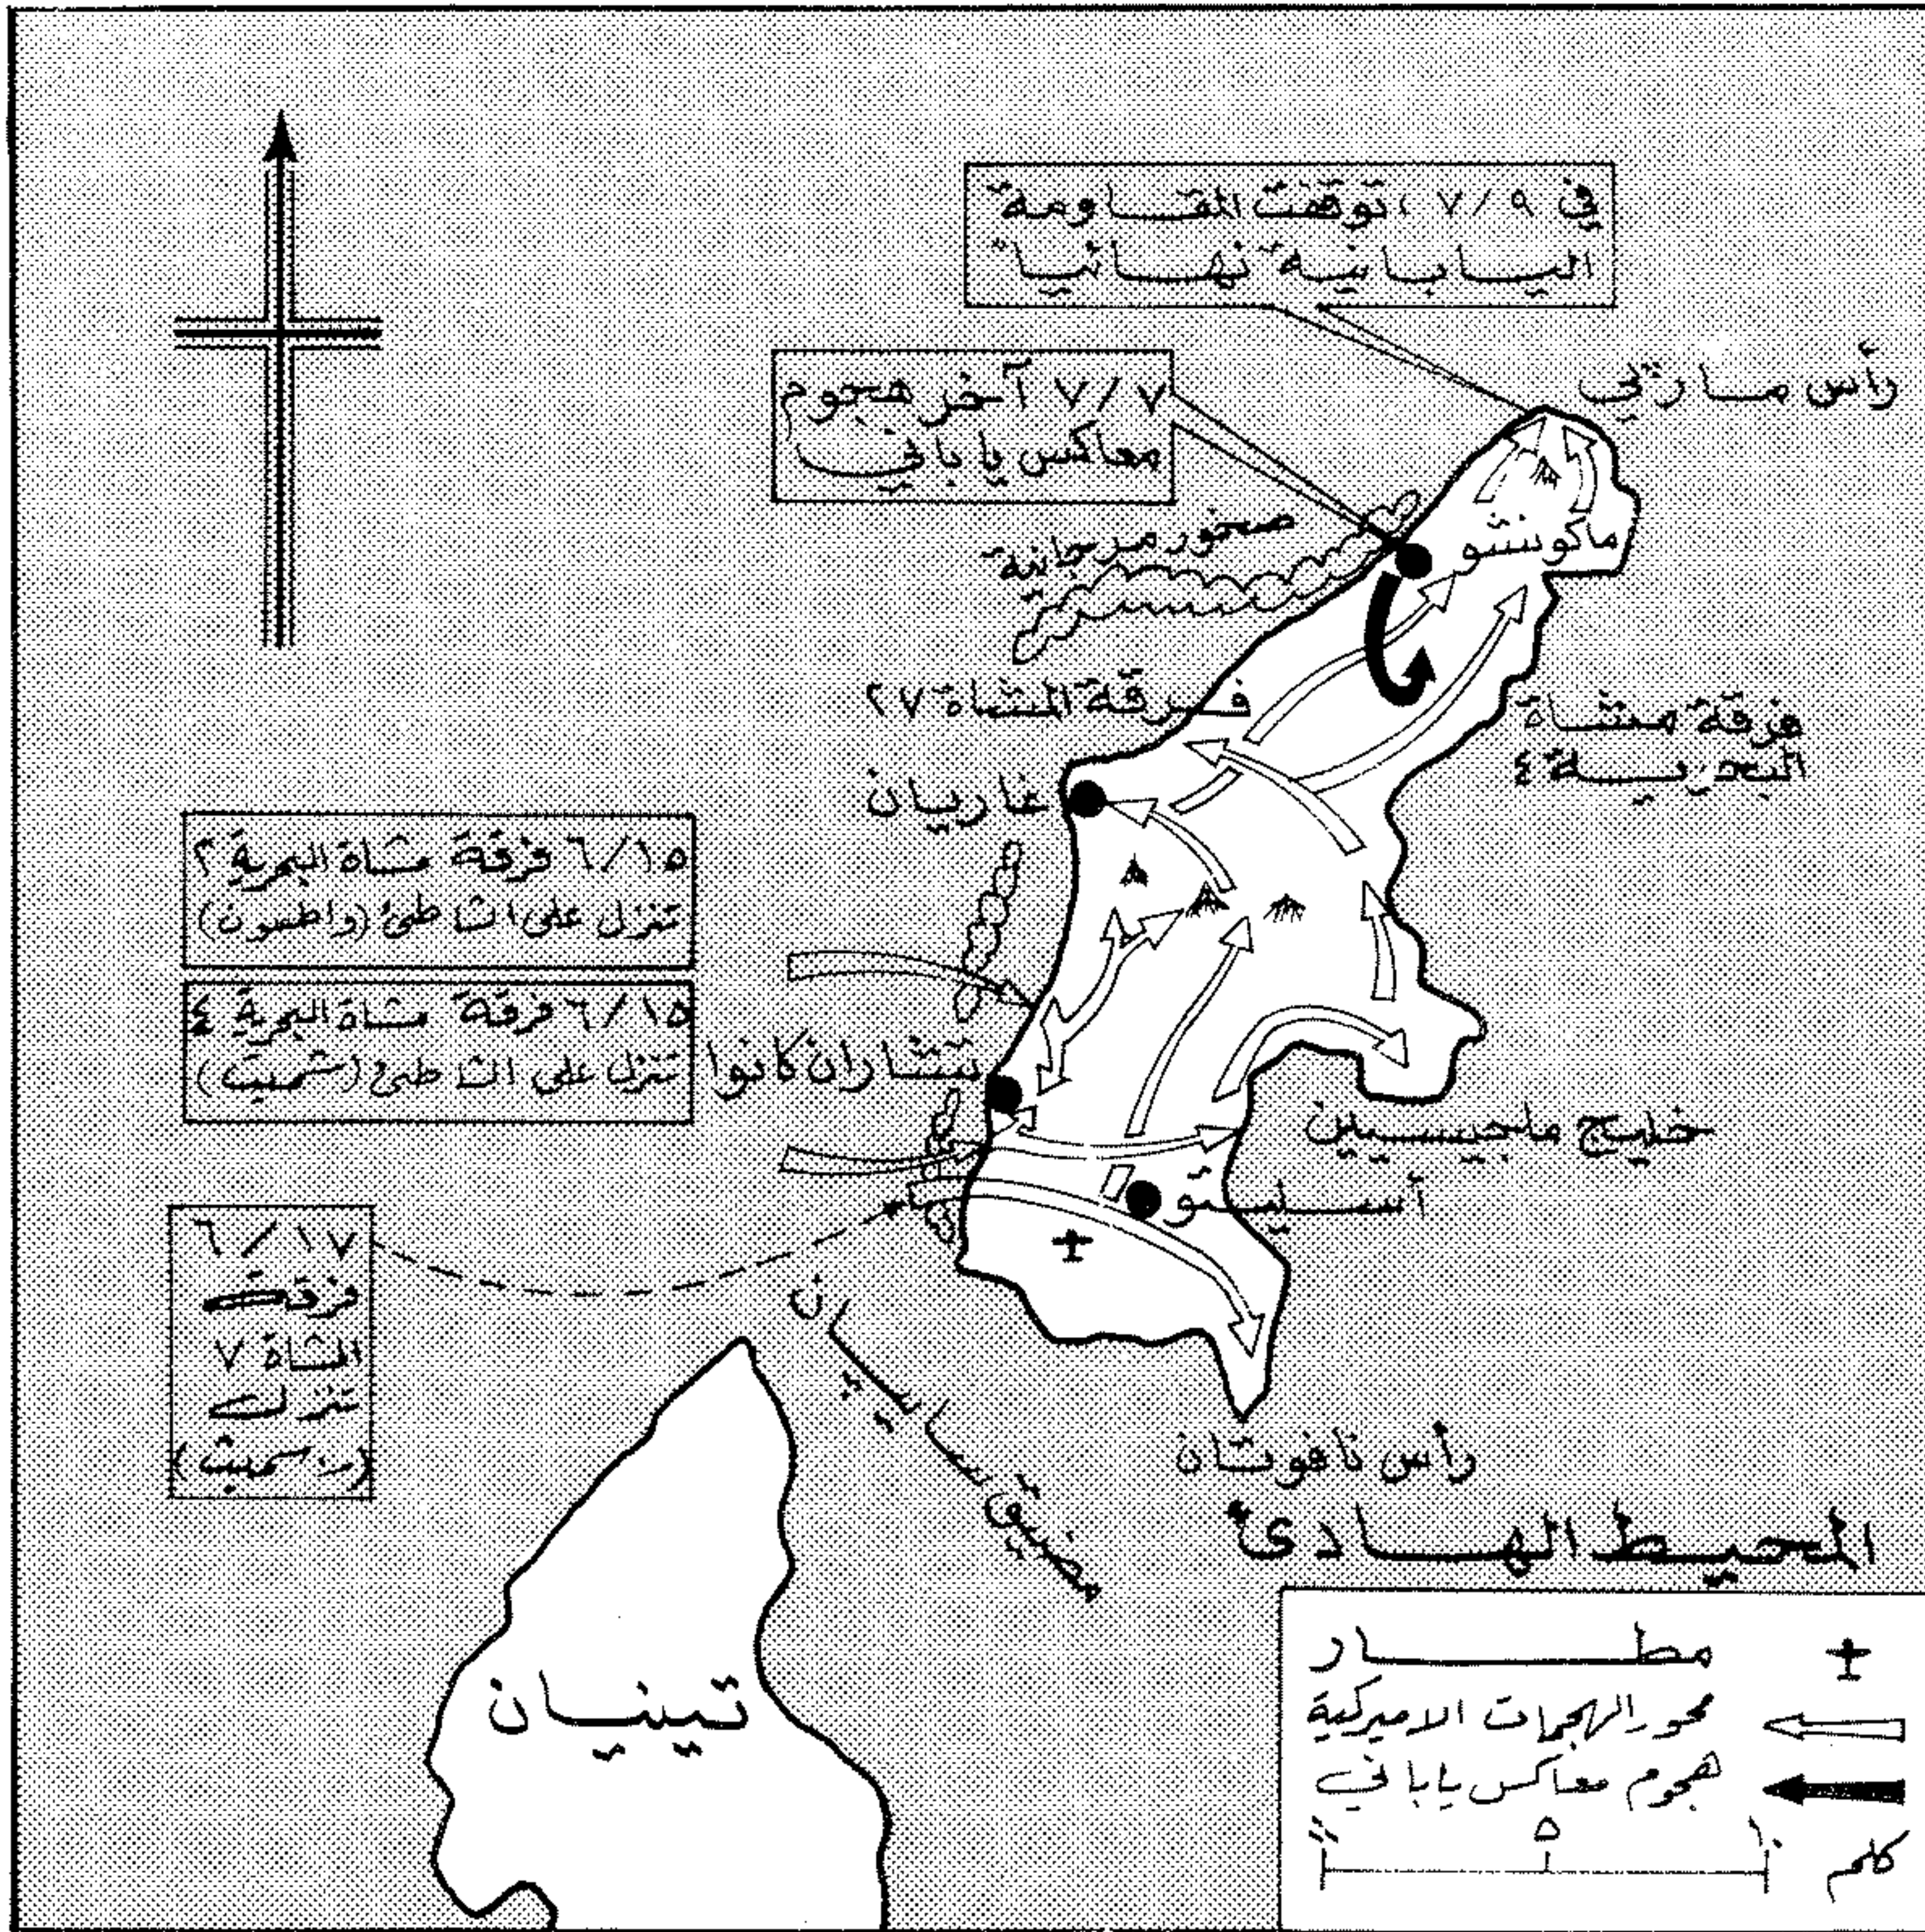 في ٧/٩ توقفت المقاومة
اليابانية نهائياً
رأس ماربي
٧/٧ آخر هجوم
معاكس ياباني
صخور مرجانية
ماكونشو
فرقة المشاة ٢٧
فرقة مشاة
البحرية ٤
غاريان
٦/١٥ فرقة مشاة البحرية ٢
تنزل على الشاطئ (واطسون)
٦/١٥ فرقة مشاة البحرية ٤
تنزل على الشاطئ (شميت)
تشاران كانوا
خليج ماجيسيين
أسليتو
٦/١٧
فرقة
المشاة ٧
تنزل
(ر. سميث)
مضيق سايبان
رأس نافوتان
المحيط الهادئ
تينيان
مطار
محور الهجمات الاميركية
هجوم معاكس ياباني
٥
١٠
كلم